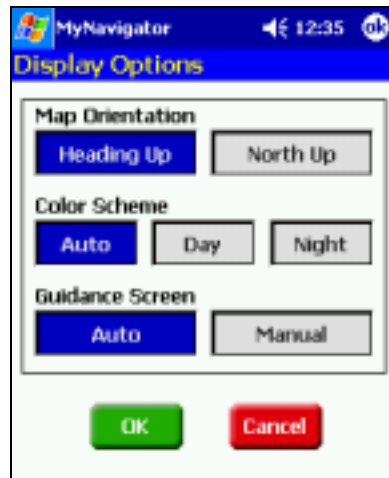 MyNavigator 12:35 ok
Display Options
Map Orientation
Heading Up North Up
Color Scheme
Auto Day Night
Guidance Screen
Auto Manual
OK Cancel